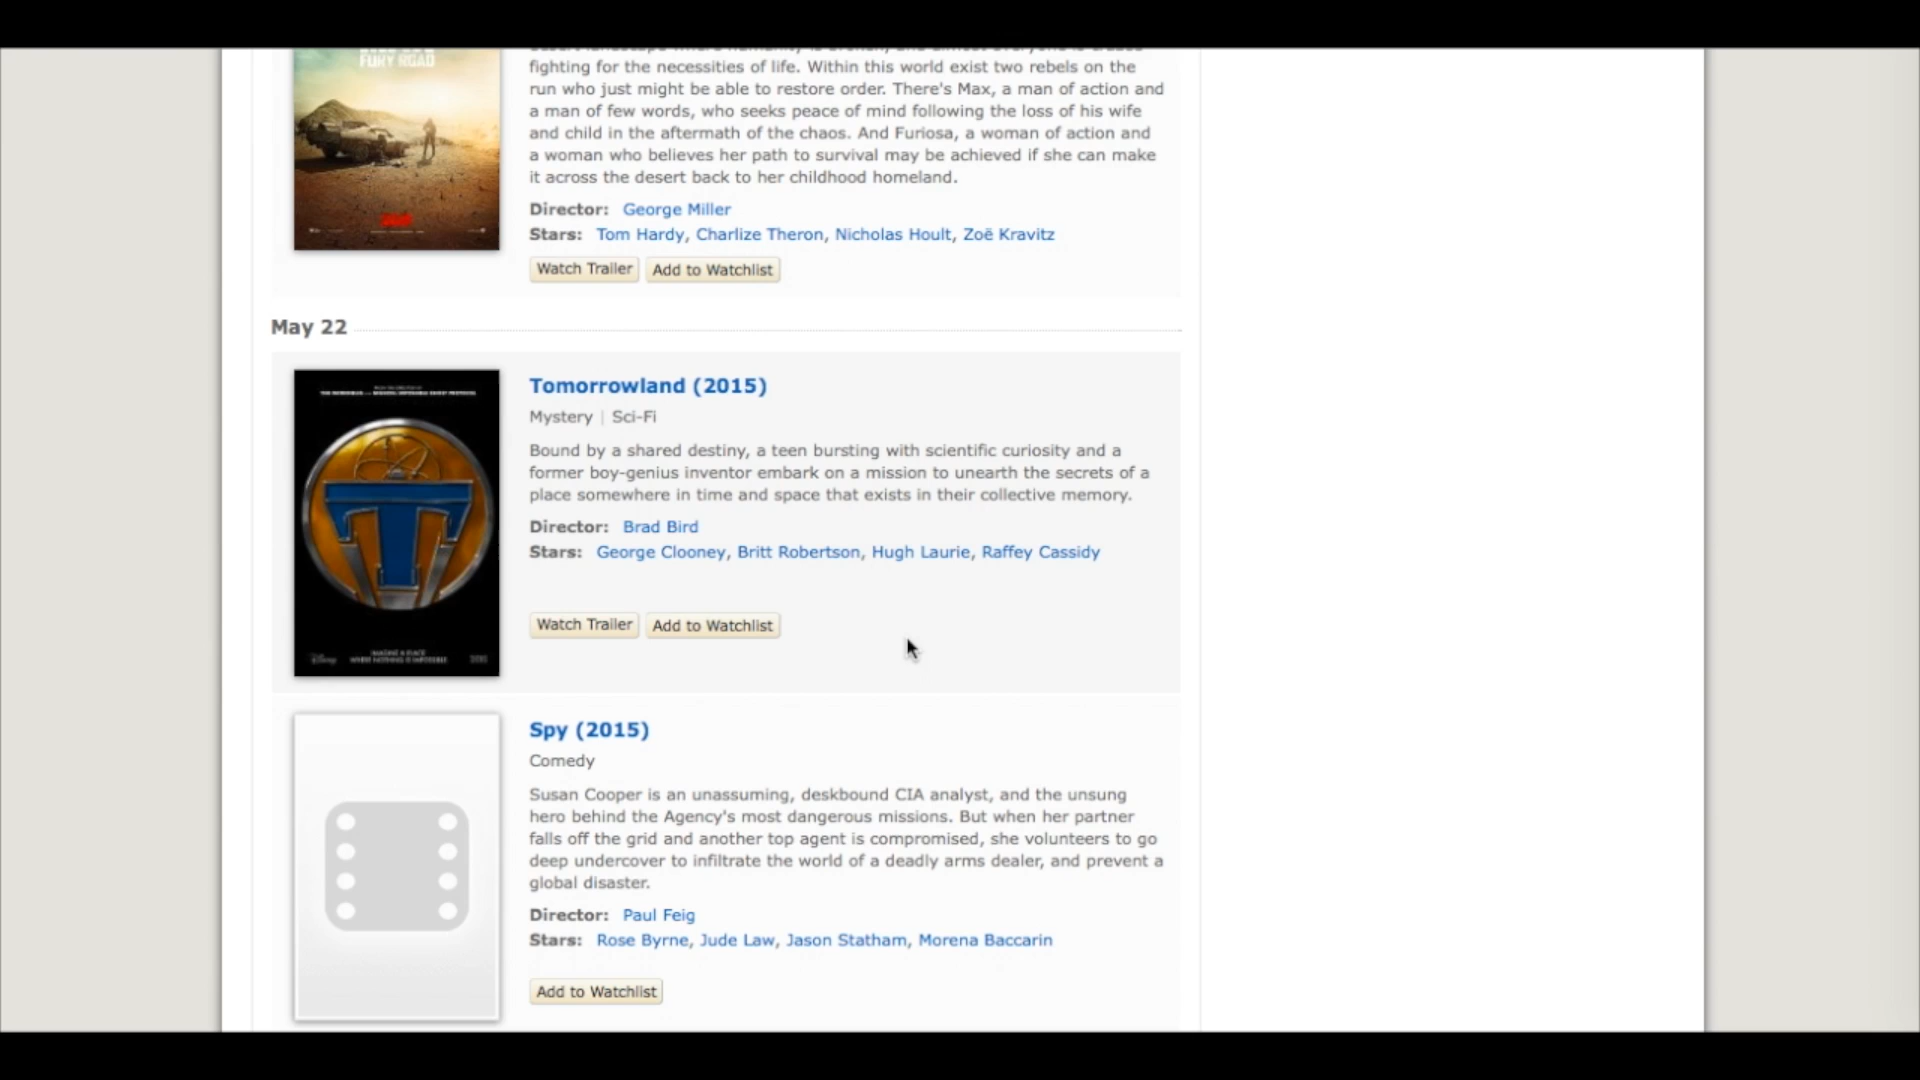 FURY ROAD
fighting for the necessities of life. Within this world exist two rebels on the
run who just might be able to restore order. There's Max, a man of action and
a man of few words, who seeks peace of mind following the loss of his wife
and child in the aftermath of the chaos. And Furiosa, a woman of action and
a woman who believes her path to survival may be achieved if she can make
it across the desert back to her childhood homeland.
Director: George Miller
Stars: Tom Hardy, Charlize Theron, Nicholas Hoult, Zoë Kravitz
Watch Trailer Add to Watchlist
May 22
Tomorrowland (2015)
Mystery | Sci-Fi
Bound by a shared destiny, a teen bursting with scientific curiosity and a
former boy-genius inventor embark on a mission to unearth the secrets of a
place somewhere in time and space that exists in their collective memory.
Director: Brad Bird
Stars: George Clooney, Britt Robertson, Hugh Laurie, Raffey Cassidy
Watch Trailer Add to Watchlist
Disney IMAGINE A PLACE
WHERE NOTHING IS IMPOSSIBLE 2015
Spy (2015)
Comedy
Susan Cooper is an unassuming, deskbound CIA analyst, and the unsung
hero behind the Agency's most dangerous missions. But when her partner
falls off the grid and another top agent is compromised, she volunteers to go
deep undercover to infiltrate the world of a deadly arms dealer, and prevent a
global disaster.
Director: Paul Feig
Stars: Rose Byrne, Jude Law, Jason Statham, Morena Baccarin
Add to Watchlist